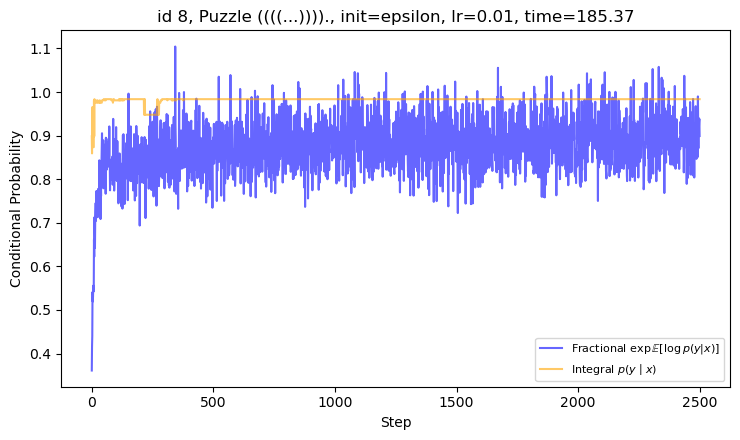 id 8, Puzzle ((((...))))., init=epsilon, lr=0.01, time=185.37
Conditional Probability
1.1
1.0
0.9
0.8
0.7
0.6
0.5
0.4
Fractional exp𝔼[log p(y|x)]
Integral p(y | x)
0
500
1000
1500
2000
2500
Step